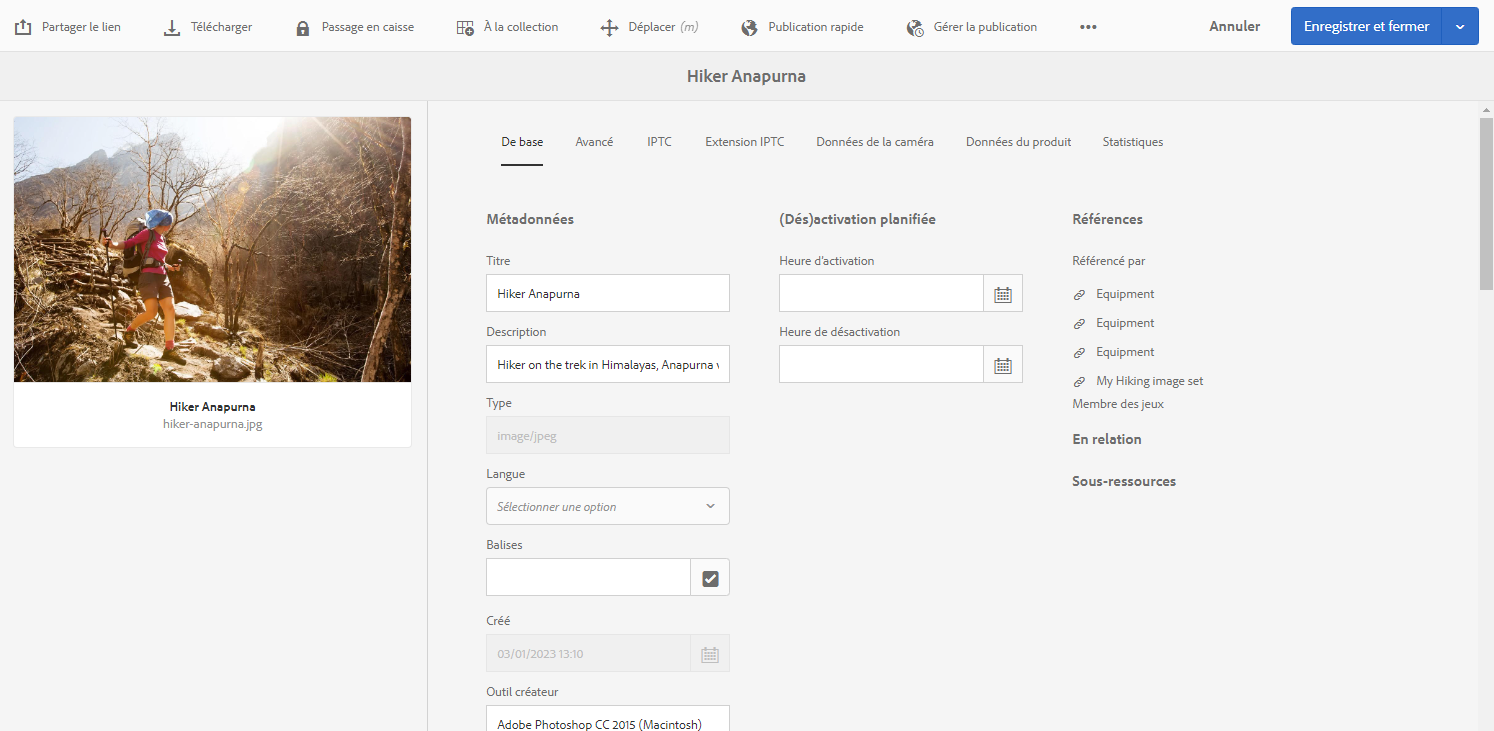 Partager le lien
Télécharger
Passage en caisse
À la collection
Déplacer (m)
Publication rapide
Gérer la publication
Annuler
Enregistrer et fermer
Hiker Anapurna
De base
Avancé
IPTC
Extension IPTC
Données de la caméra
Données du produit
Statistiques
Hiker Anapurna
hiker-anapurna.jpg
Métadonnées
Titre
Hiker Anapurna
Description
Hiker on the trek in Himalayas, Anapurna
Type
image/jpeg
Langue
Sélectionner une option
Balises
Créé
03/01/2023 13:10
Outil créateur
Adobe Photoshop CC 2015 (Macintosh)
(Dés)activation planifiée
Heure d'activation
Heure de désactivation
Références
Référencé par
Equipment
Equipment
Equipment
My Hiking image set
Membre des jeux
En relation
Sous-ressources